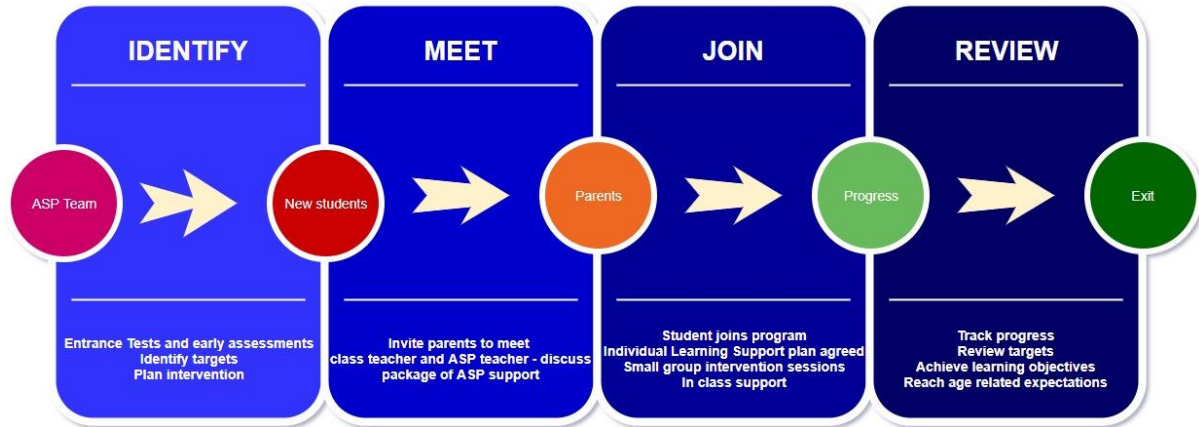 IDENTIFY
MEET
JOIN
REVIEW
ASP Team
New students
Parents
Progress
Exit
Entrance Tests and early assessments
Identify targets
Plan intervention
Invite parents to meet
class teacher and ASP teacher - discuss
package of ASP support
Student joins program
Individual Learning Support plan agreed
Small group intervention sessions
In class support
Track progress
Review targets
Achieve learning objectives
Reach age related expectations